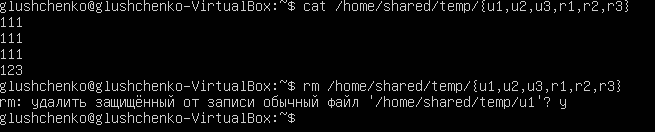 glushchenko@glushchenko-VirtualBox:~$ cat /home/shared/temp/{u1,u2,u3,r1,r2,r3}
111
111
111
123
glushchenko@glushchenko-VirtualBox:~$ rm /home/shared/temp/{u1,u2,u3,r1,r2,r3}
rm: удалить защищённый от записи обычный файл '/home/shared/temp/u1'? y
glushchenko@glushchenko-VirtualBox:~$